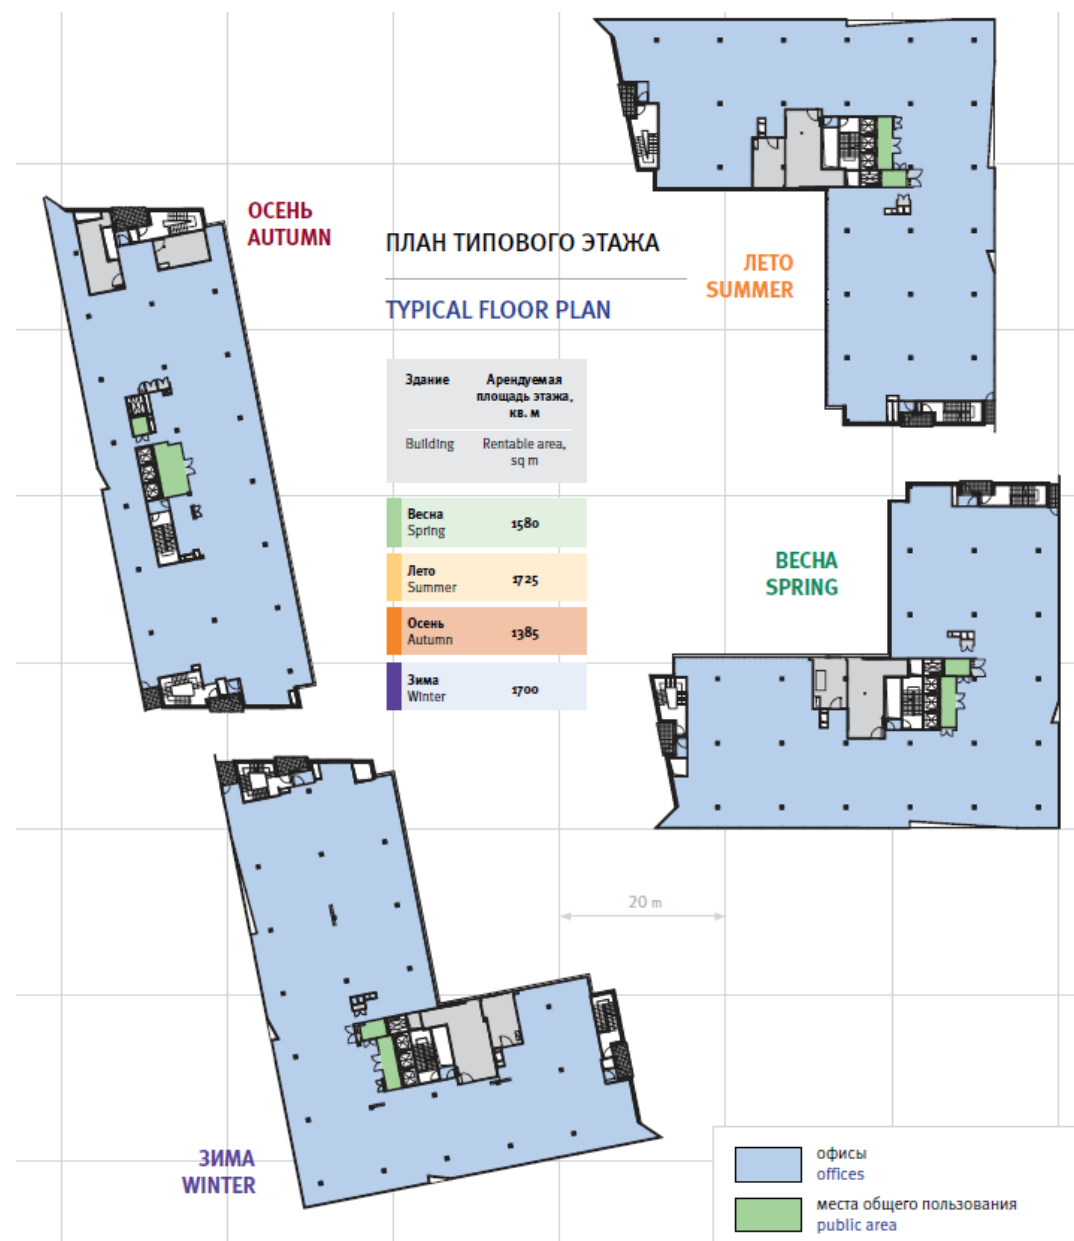 ОСЕНЬ
AUTUMN
ПЛАН ТИПОВОГО ЭТАЖА
TYPICAL FLOOR PLAN
ЛЕТО
SUMMER
Здание
Арендуемая
площадь этажа,
кв. м
Building
Rentable area,
sq m
Весна
Spring
1580
Лето
Summer
1725
Осень
Autumn
1385
Зима
Winter
1700
ВЕСНА
SPRING
20 m
ЗИМА
WINTER
офисы
offices
места общего пользования
public area